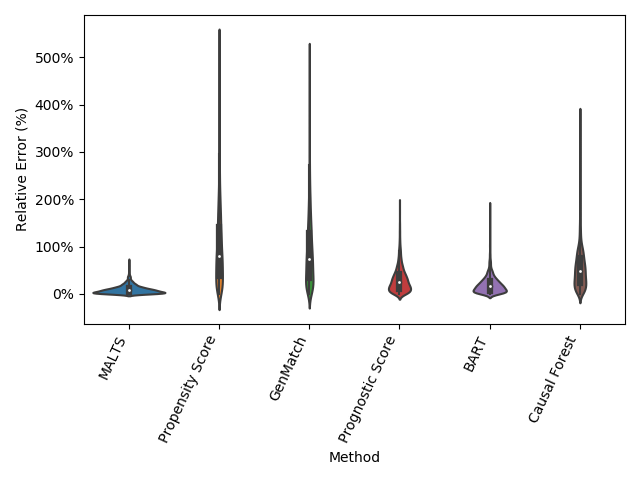 Relative Error (%)
500%
400%
300%
200%
100%
0%
MALTS
Propensity Score
GenMatch
Prognostic Score
BART
Causal Forest
Method